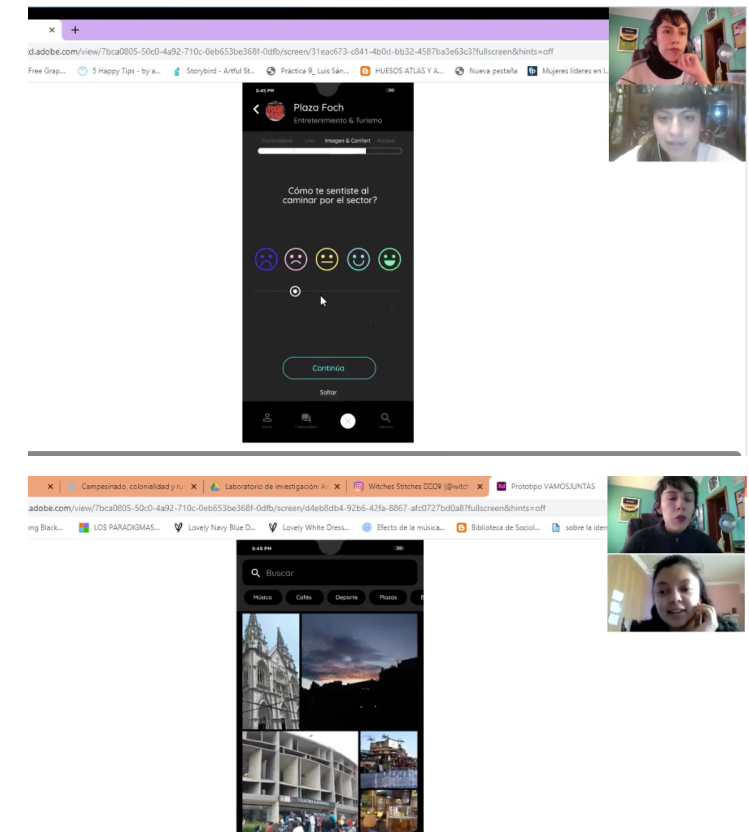 × +
xd.adobe.com/view/7bca0805-50c0-4a92-710c-0eb653be368f-0dfb/screen/31ead673-c841-4b0d-bb32-4587ba3e63c3?fullscreen&hints=off
Free Grap... 5 Happy Tips - by a... Storybird - Artful St... Práctica 9_ Luis Sán... HUESOS ATLAS Y A... Nueva pestaña Mujeres líderes en i...
5:45 PM
Plaza Foch
Entretenimiento & Turismo
Sociabilidad Uso Imagen & Confort Acceso
Cómo te sentiste al
caminar por el sector?
Continúa
Saltar
Comunidad
× Campesinado, colonialidad y ru × Laboratorio de investigación: A × Witches Stitches (@witc × Xd Prototipo VAMOSJUNTAS
adobe.com/view/7bca0805-50c0-4a92-710c-0eb653be368f-0dfb/screen/d4eb8db4-92b6-42fa-8867-afc0727bd0a8?fullscreen&hints=off
ong Black... LOS PARADIGMAS... Lovely Navy Blue D... Lovely White Dress... Efecto de la música... Biblioteca de Sociol... sobre la iden
5:45 PM
Buscar
Música Cafés Deporte Plazas